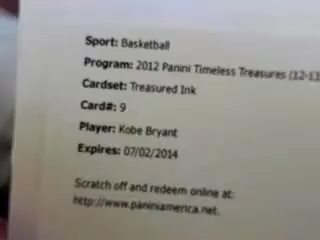 Sport: Basketball
Program: 2012 Panini Timeless Treasures (12-13
Cardset: Treasured Ink
Card#: 9
Player: Kobe Bryant
Expires: 07/02/2014
Scratch off and redeem online at:
http://www.paniniamerica.net.